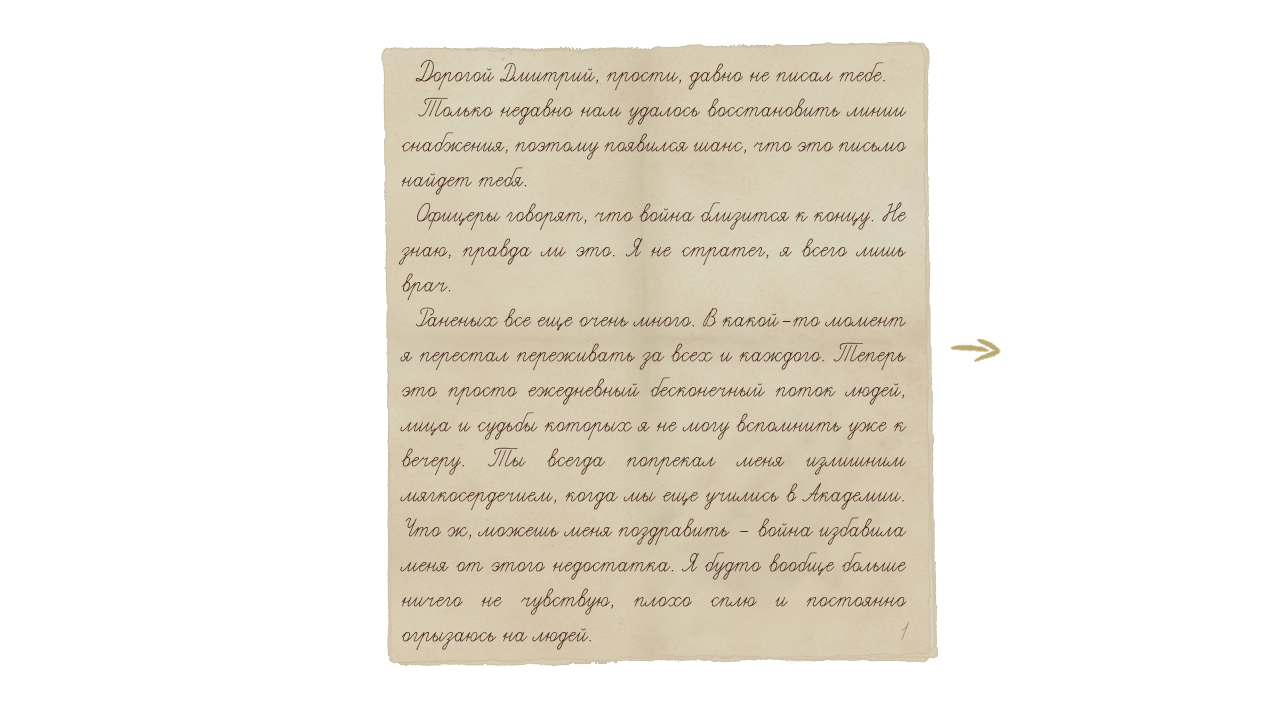 Дорогой Дмитрий, прости, давно не писал тебе.
Только недавно нам удалось восстановить линии
снабжения, поэтому появился шанс, что это письмо
найдет тебя.
Офицеры говорят, что война близится к концу. Не
знаю, правда ли это. Я не стратег, я всего лишь
врач.
Раненых все еще очень много. В какой-то момент
я перестал переживать за всех и каждого. Теперь
это просто ежедневный бесконечный поток людей,
лица и судьбы которых я не могу вспомнить уже к
вечеру. Ты всегда попрекал меня излишним
мягкосердечием, когда мы еще учились в Академии.
Что ж, можешь меня поздравить - война избавила
меня от этого недостатка. Я будто вообще больше
ничего не чувствую, плохо сплю и постоянно
огрызаюсь на людей.
1